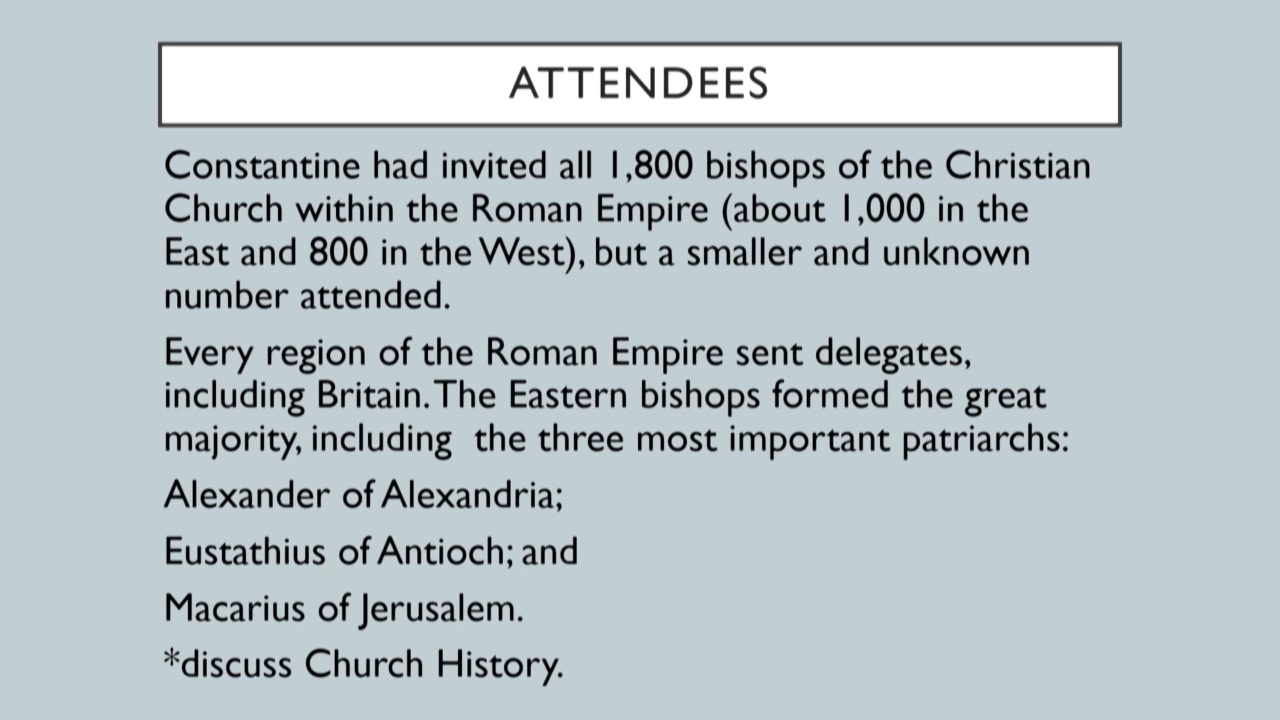 ATTENDEES
Constantine had invited all 1,800 bishops of the Christian
Church within the Roman Empire (about 1,000 in the
East and 800 in the West), but a smaller and unknown
number attended.
Every region of the Roman Empire sent delegates,
including Britain. The Eastern bishops formed the great
majority, including  the three most important patriarchs:
Alexander of Alexandria;
Eustathius of Antioch; and
Macarius of Jerusalem.
*discuss Church History.